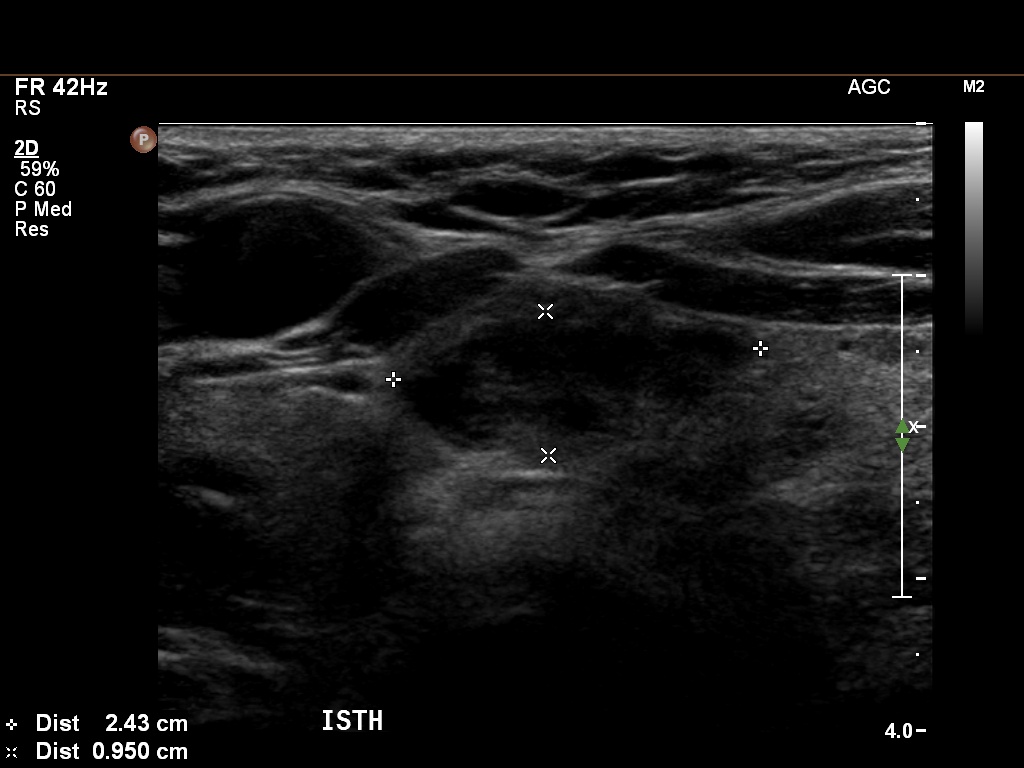 FR 42Hz
RS
AGC
M2
P
2D
59%
C 60
P Med
Res
X
ISTH
4.0
Dist 2.43 cm
Dist 0.950 cm